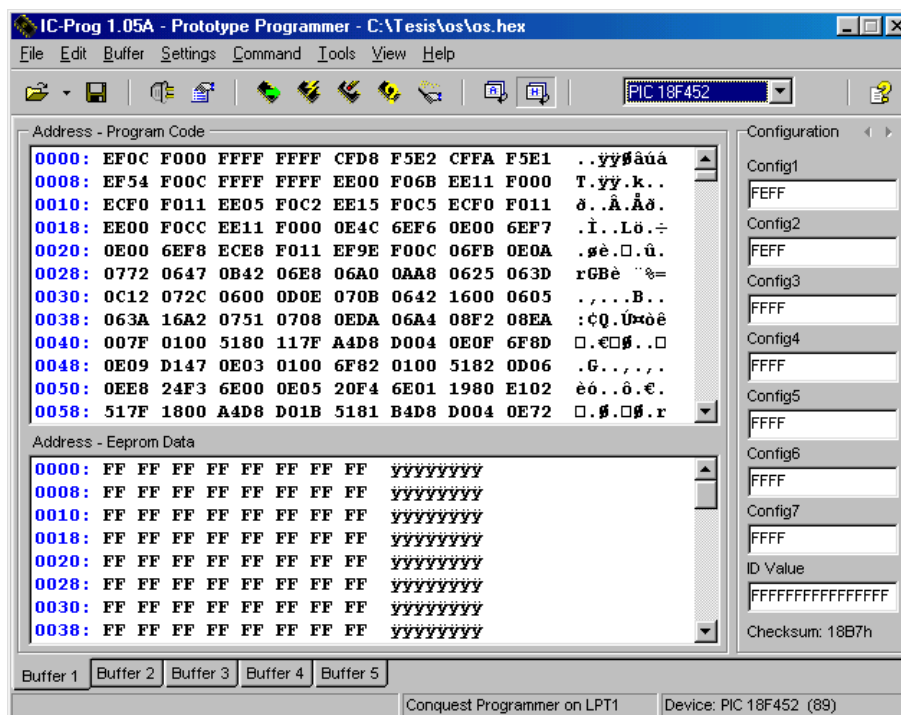 IC-Prog 1.05A - Prototype Programmer - C:\Tesis\os\os.hex
File Edit Buffer Settings Command Tools View Help
PIC 18F452
Address - Program Code
0000: EF0C F000 FFFF FFFF CFD8 F5E2 CFFA F5E1 ..ÿÿØâúá
0008: EF54 F00C FFFF FFFF EE00 F06B EE11 F000 T.ÿÿ.k..
0010: ECF0 F011 EE05 F0C2 EE15 F0C5 ECF0 F011 ð..Â.Åð.
0018: EE00 F0CC EE11 F000 0E4C 6EF6 0E00 6EF7 .Ì..Lö.÷
0020: 0E00 6EF8 ECE8 F011 EF9E F00C 06FB 0E0A .øè.□.û.
0028: 0772 0647 0B42 06E8 06A0 0AA8 0625 063D rGBè ¨%=
0030: 0C12 072C 0600 0D0E 070B 0642 1600 0605 .,...B..
0038: 063A 16A2 0751 0708 0EDA 06A4 08F2 08EA :¢Q.Ú¤òê
0040: 007F 0100 5180 117F A4D8 D004 0E0F 6F8D □.€□Ø..□
0048: 0E09 D147 0E03 0100 6F82 0100 5182 0D06 .G..,.,.
0050: 0EE8 24F3 6E00 0E05 20F4 6E01 1980 E102 èó..ô.€.
0058: 517F 1800 A4D8 D01B 5181 B4D8 D004 0E72 □.Ø.□Ø.r
Address - Eeprom Data
0000: FF FF FF FF FF FF FF FF ÿÿÿÿÿÿÿÿ
0008: FF FF FF FF FF FF FF FF ÿÿÿÿÿÿÿÿ
0010: FF FF FF FF FF FF FF FF ÿÿÿÿÿÿÿÿ
0018: FF FF FF FF FF FF FF FF ÿÿÿÿÿÿÿÿ
0020: FF FF FF FF FF FF FF FF ÿÿÿÿÿÿÿÿ
0028: FF FF FF FF FF FF FF FF ÿÿÿÿÿÿÿÿ
0030: FF FF FF FF FF FF FF FF ÿÿÿÿÿÿÿÿ
0038: FF FF FF FF FF FF FF FF ÿÿÿÿÿÿÿÿ
Configuration
Config1
FEFF
Config2
FEFF
Config3
FFFF
Config4
FFFF
Config5
FFFF
Config6
FFFF
Config7
FFFF
ID Value
FFFFFFFFFFFFFFFF
Checksum: 18B7h
Buffer 1 Buffer 2 Buffer 3 Buffer 4 Buffer 5
Conquest Programmer on LPT1 Device: PIC 18F452 (89)